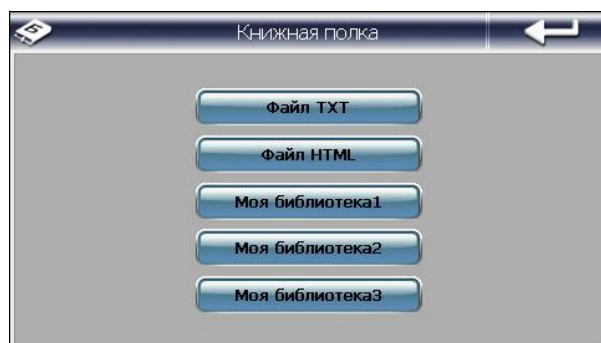 Книжная полка
Файл TXT
Файл HTML
Моя библиотека1
Моя библиотека2
Моя библиотека3